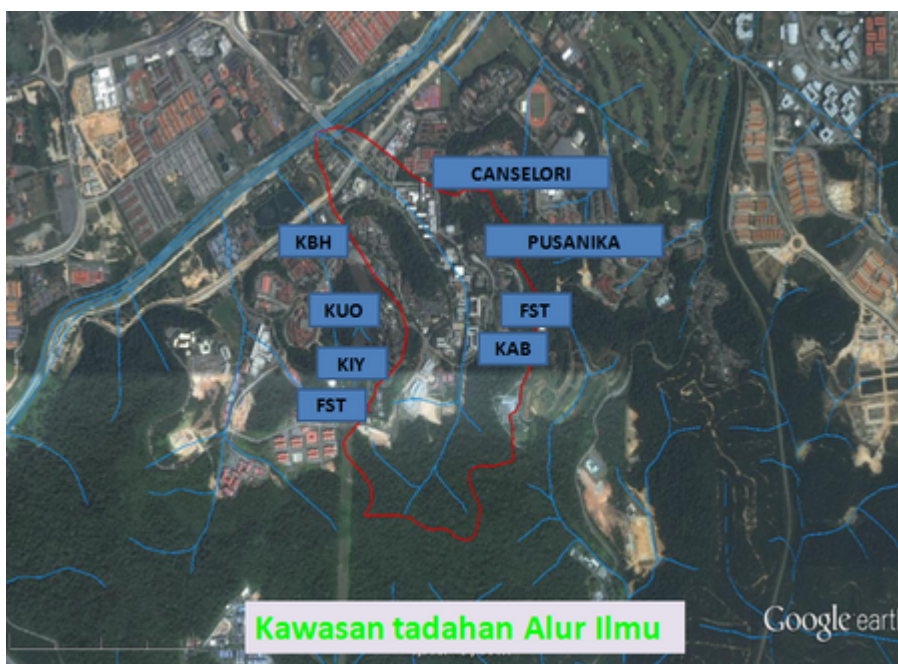 CANSELORI
KBH
PUSANIKA
KUO
FST
KAB
KIY
FST
Kawasan tadahan Alur Ilmu
Google earth